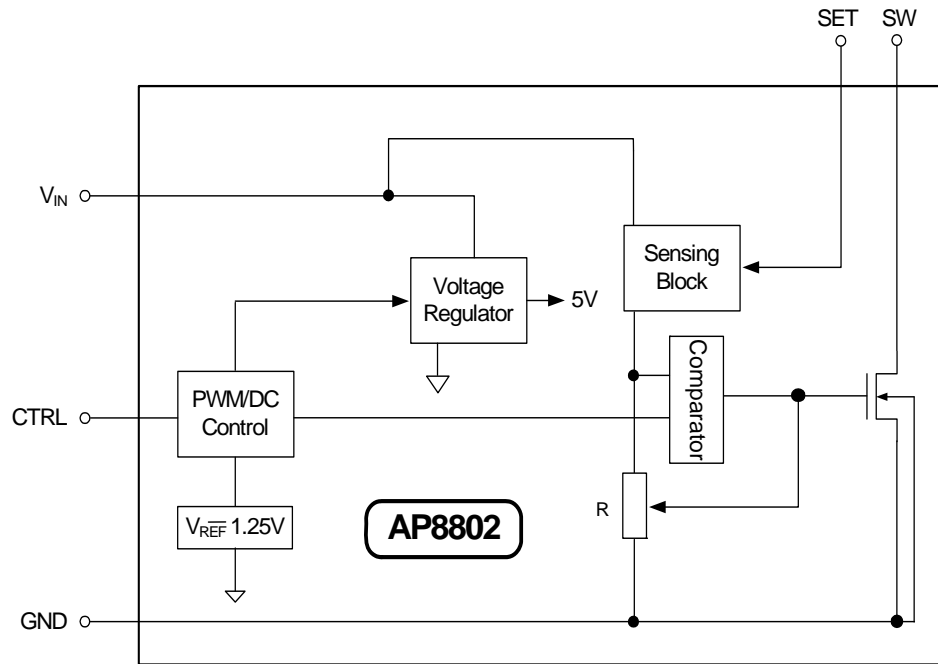 SET SW
VIN
Sensing
Block
Voltage
Regulator
5V
Comparator
PWM/DC
Control
CTRL
VREF= 1.25V
R
AP8802
GND